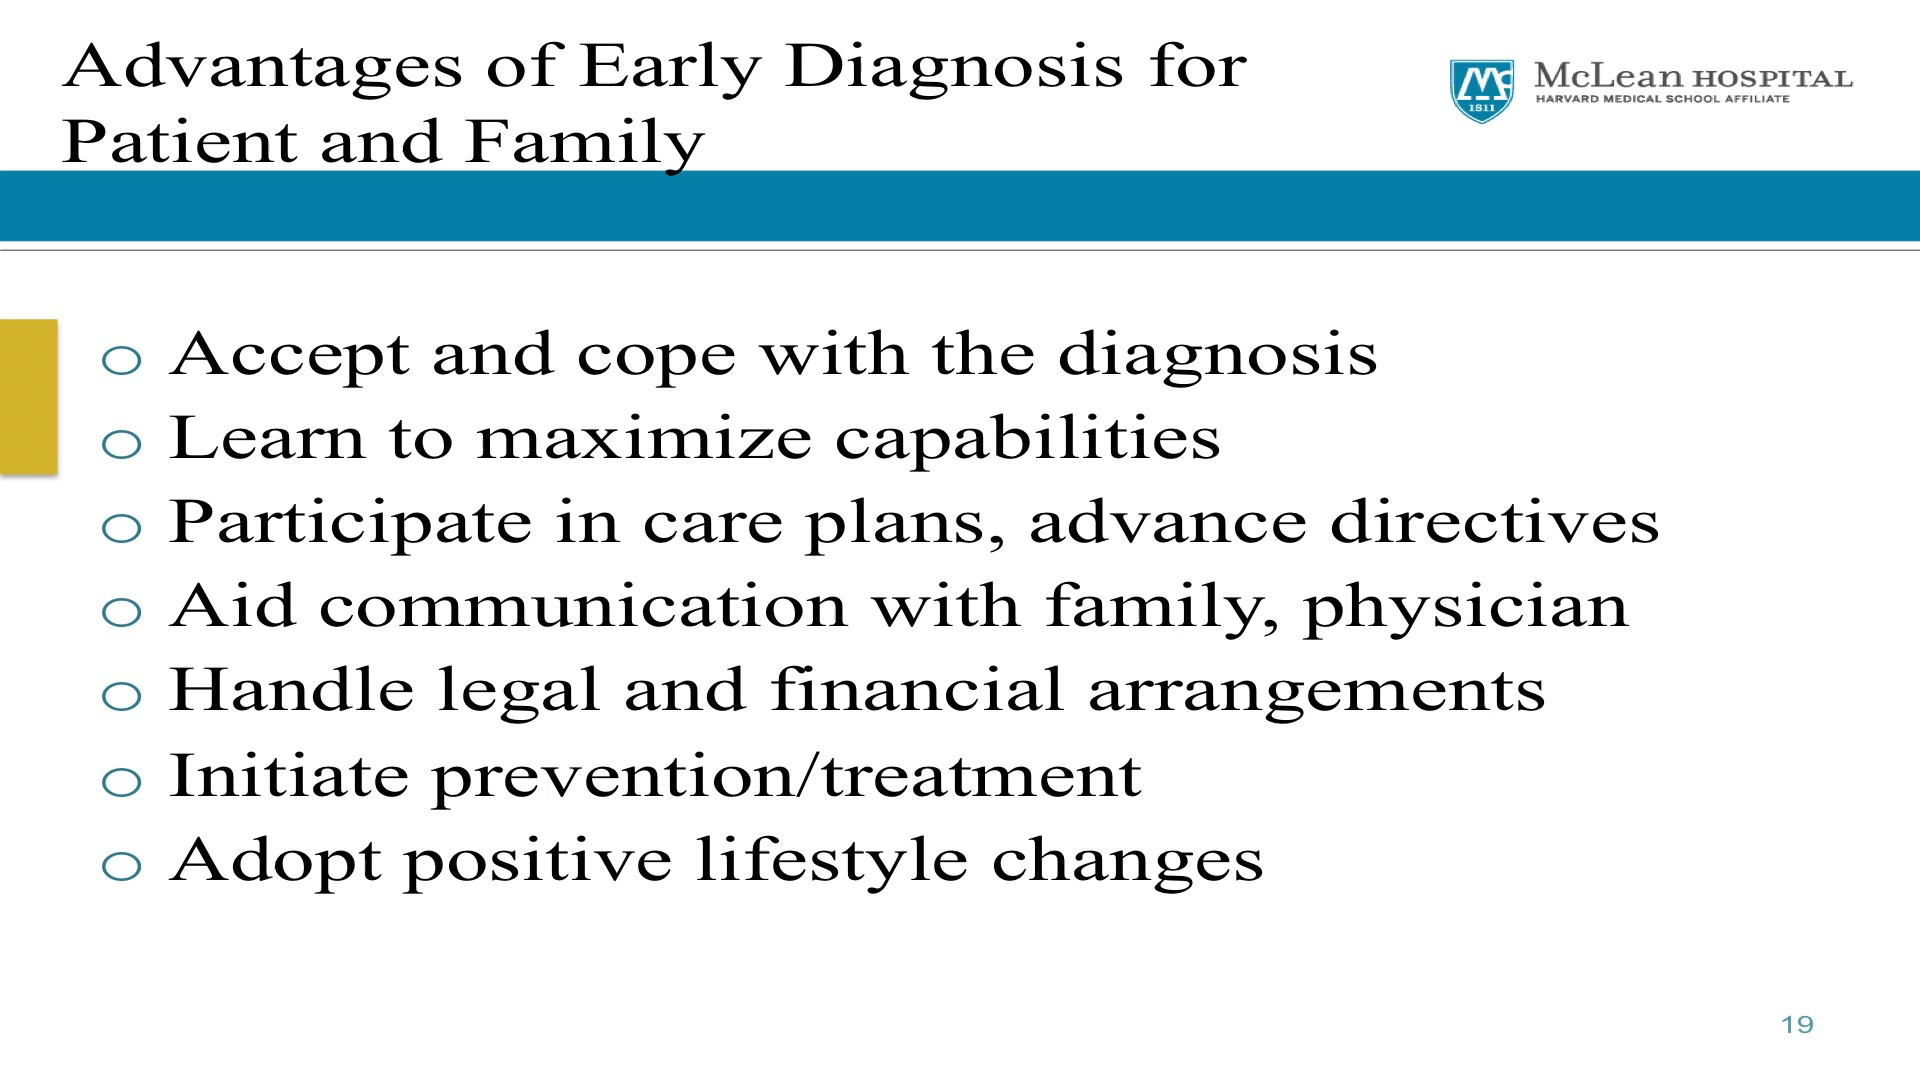 Advantages of Early Diagnosis for
Patient and Family
McLean HOSPITAL
HARVARD MEDICAL SCHOOL AFFILIATE
1811
o Accept and cope with the diagnosis
o Learn to maximize capabilities
o Participate in care plans, advance directives
o Aid communication with family, physician
o Handle legal and financial arrangements
o Initiate prevention/treatment
o Adopt positive lifestyle changes
19